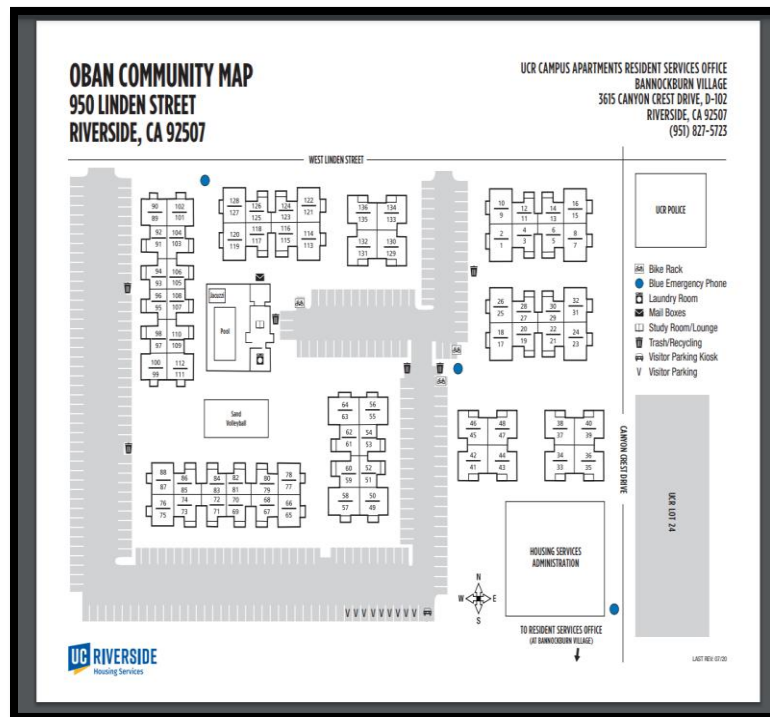 OBAN COMMUNITY MAP
950 LINDEN STREET
RIVERSIDE, CA 92507
UCR CAMPUS APARTMENTS RESIDENT SERVICES OFFICE
BANNOCKBURN VILLAGE
3615 CANYON CREST DRIVE, D-102
RIVERSIDE, CA 92507
(951) 827-5723
WEST LINDEN STREET
90 102
89 101
92 104
91 103
94 106
93 105
96 108
95 107
98 110
97 109
100 112
99 111
128 126 124 122
127 125 123 121
120 118 116 114
119 117 115 113
136 134
135 133
132 130
131 129
10 12 14 16
9 11 13 15
2 4 6 8
1 3 5 7
26 28 30 32
25 27 29 31
18 20 22 24
17 19 21 23
UCR POLICE
Bike Rack
Blue Emergency Phone
Laundry Room
Mail Boxes
Study Room/Lounge
Trash/Recycling
Visitor Parking Kiosk
V Visitor Parking
Jacuzzi
Pool
Sand
Volleyball
64 56
63 55
62 54
61 53
60 52
59 51
58 50
57 49
46 48
45 47
42 44
41 43
38 40
37 39
34 36
33 35
88 86 84 82 80 78
87 85 83 81 79 77
76 74 72 70 68 66
75 73 71 69 67 65
CANYON CREST DRIVE
UCR LOT 24
HOUSING SERVICES
ADMINISTRATION
N
W E
S
V V V V V V V V
TO RESIDENT SERVICES OFFICE
(AT BANNOCKBURN VILLAGE)
UC RIVERSIDE
Housing Services
LAST REV: 07/20